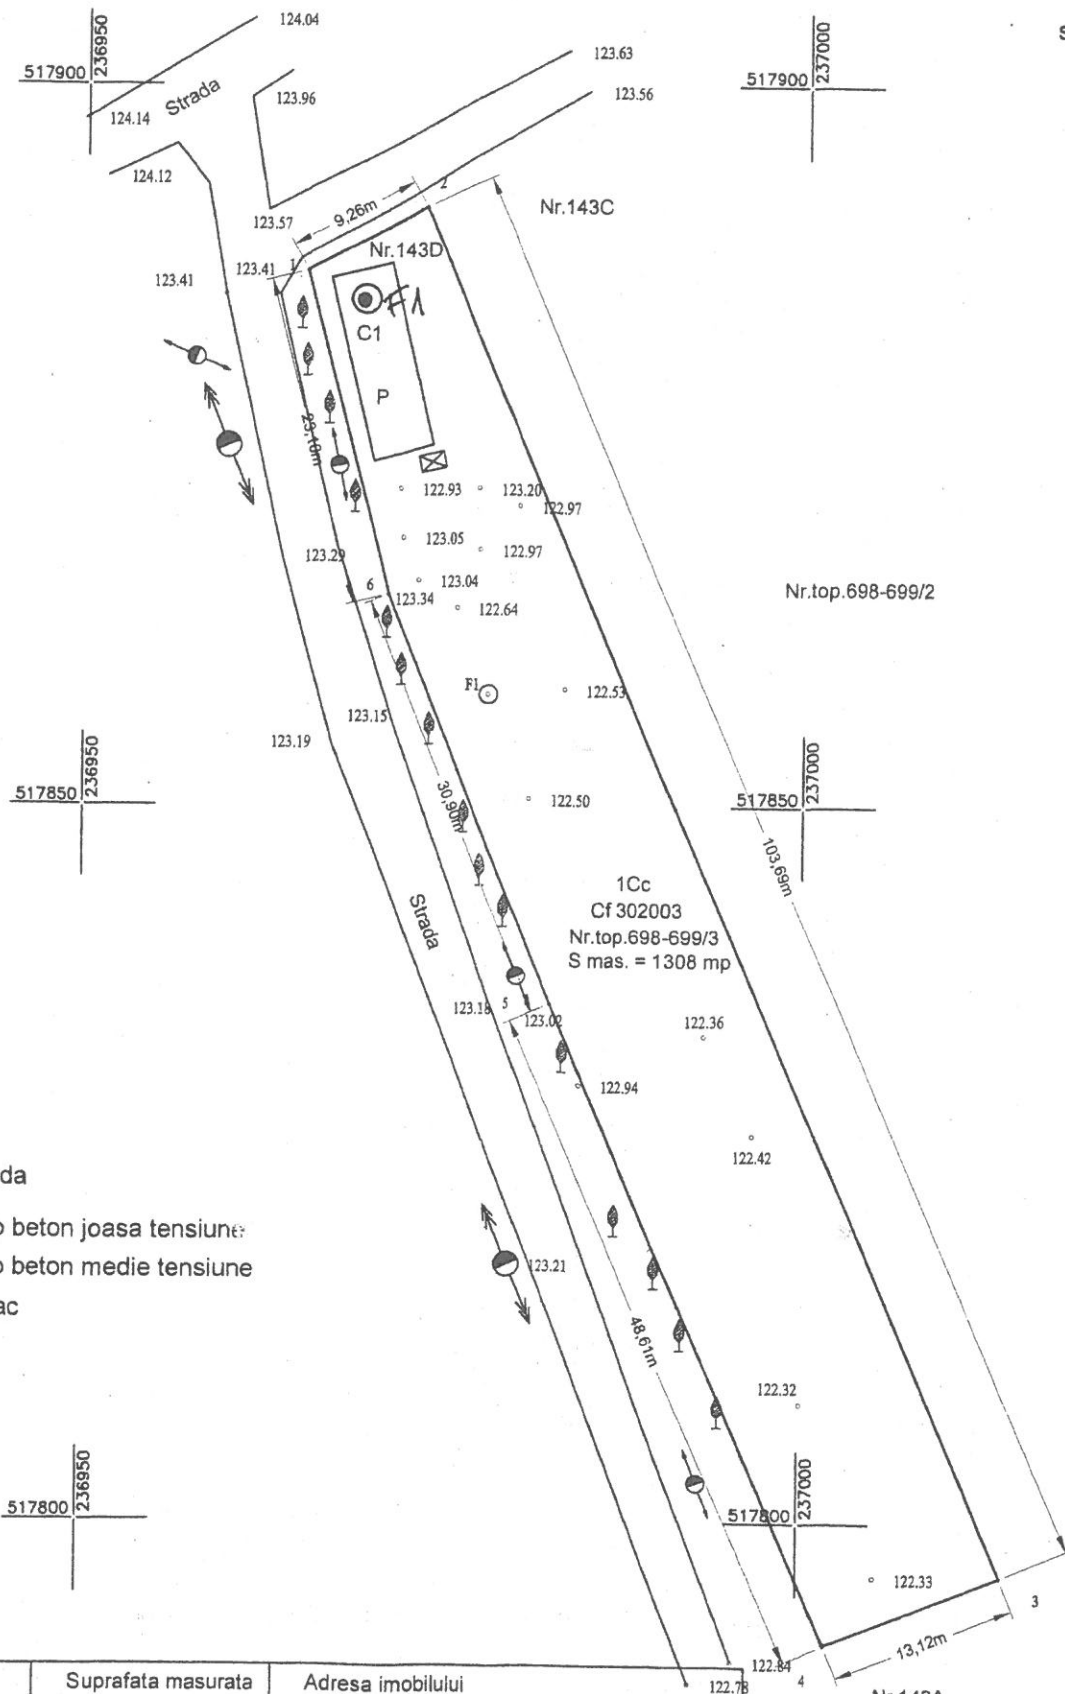 124.04
236950
517900
123.63
237000
517900
S
123.96
Strada
124.14
123.56
124.12
2
9,26m
Nr.143C
123.57
Nr.143D
123.41
1
123.41
F1
C1
P
23,10m
122.93
123.20
122.97
123.05
122.97
123.29
6
123.04
123.34
122.64
Nr.top.698-699/2
F1
122.53
123.15
123.19
236950
517850
30,90m
122.50
237000
517850
103,69m
Strada
1Cc
Cf 302003
Nr.top.698-699/3
S mas. = 1308 mp
123.18
5
123.02
122.36
122.94
122.42
da
beton joasa tensiune
beton medie tensiune
ac
123.21
48,61m
122.32
236950
517800
237000
517800
122.33
3
13,12m
122.84
4
122.78
Suprafata masurata
Adresa imobilului